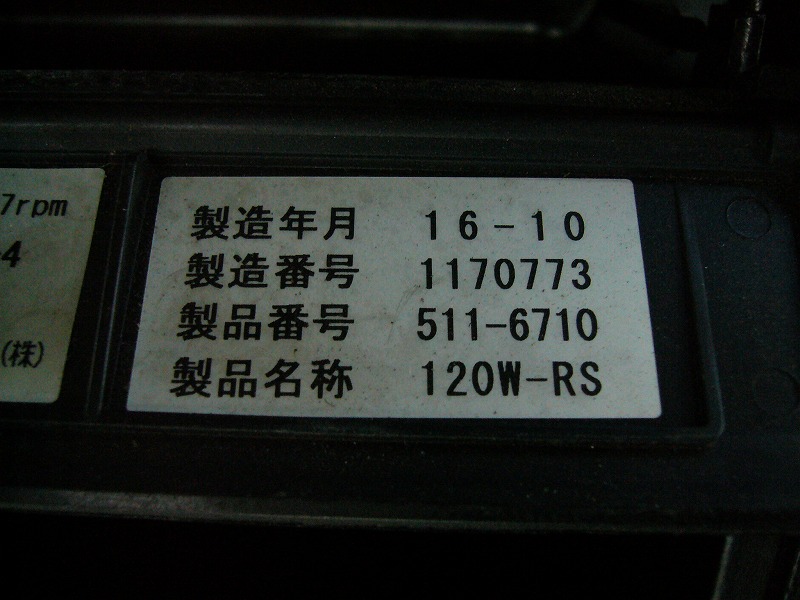 7rpm
-4
(株)
製造年月 16-10
製造番号 1170773
製品番号 511-6710
製品名称 120W-RS